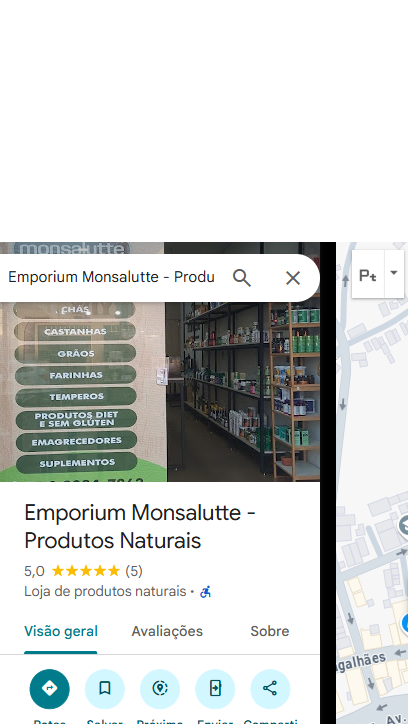 monsalutte
Emporium Monsalutte - Produ
CHÁS
CASTANHAS
GRÃOS
FARINHAS
TEMPEROS
PRODUTOS DIET
E SEM GLÚTEN
EMAGRECEDORES
SUPLEMENTOS
Emporium Monsalutte -
Produtos Naturais
5,0 ★★★★★ (5)
Loja de produtos naturais ·
Visão geral
Avaliações
Sobre
Rotas
Salvar
Próximo
Enviar
Comparti
Pt
agalhães
Av.